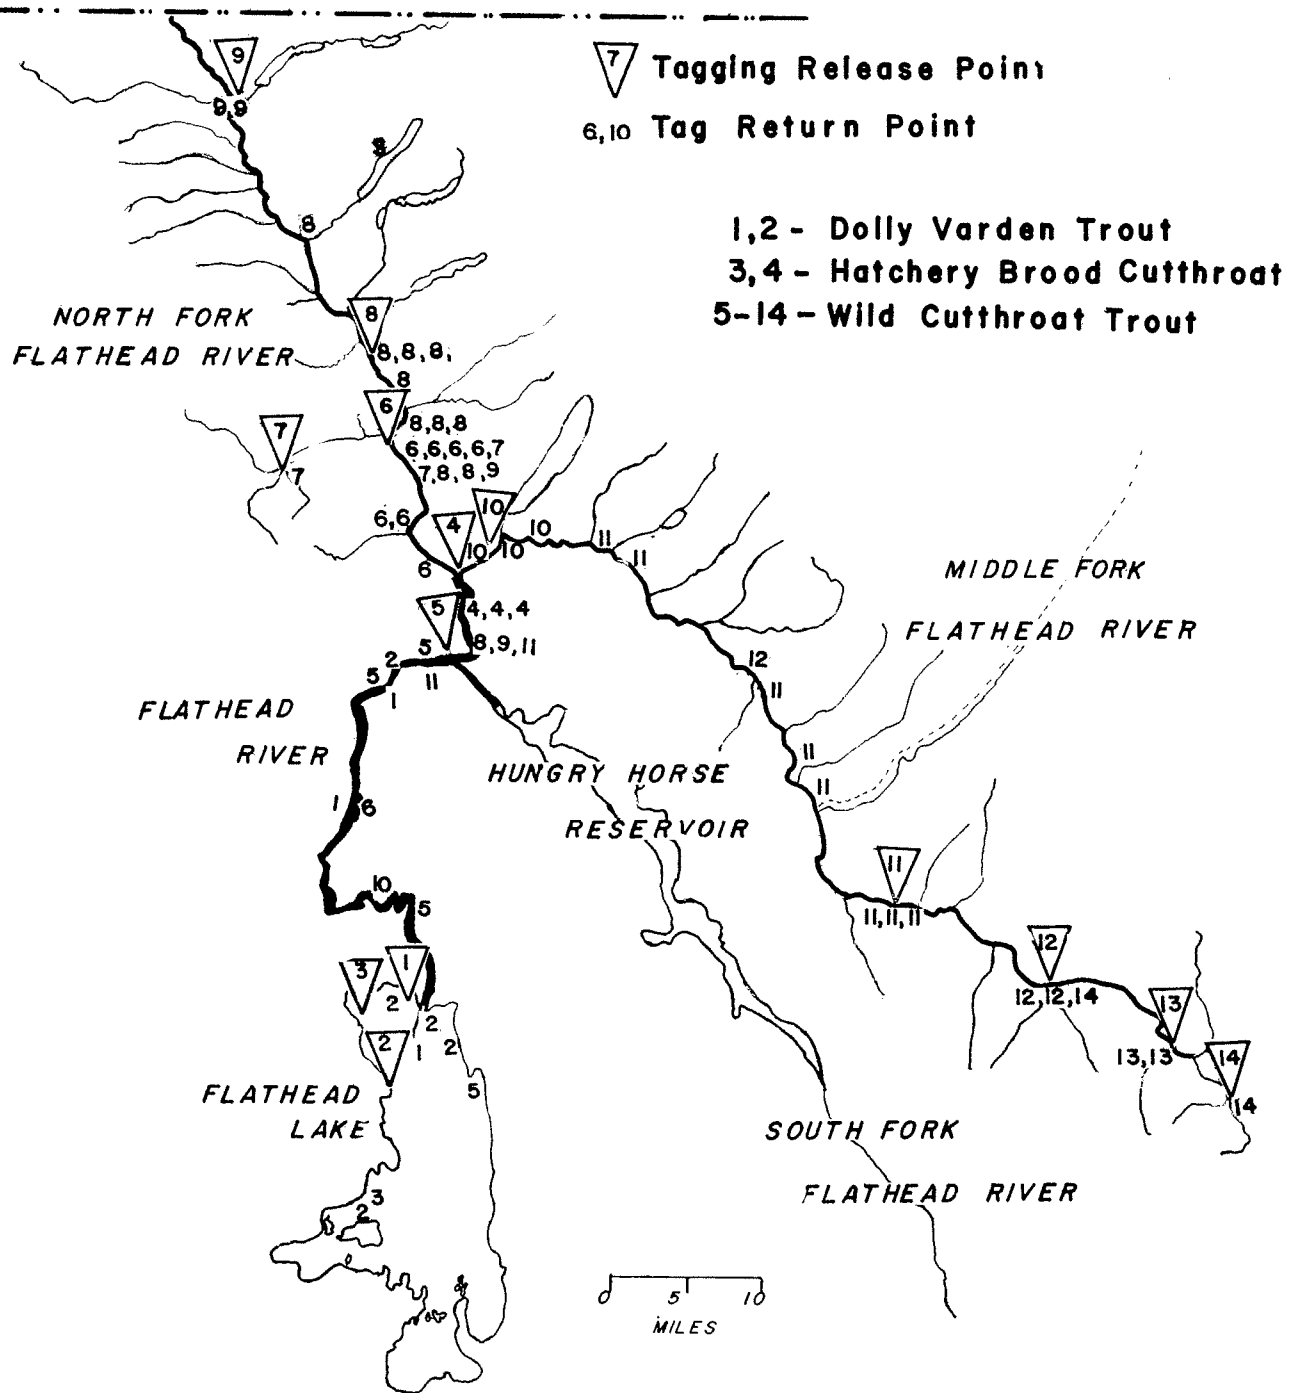 9
7 Tagging Release Point
9,9
6,10 Tag Return Point
8
1,2 - Dolly Varden Trout
3,4 - Hatchery Brood Cutthroat
5-14 - Wild Cutthroat Trout
NORTH FORK
FLATHEAD RIVER
8
8,8,8,
8
6
8,8,8
7
6,6,6,6,7
7,8,8,9
7
10
6,6
4
10
10
10
11
11
6
MIDDLE FORK
FLATHEAD RIVER
5
4,4,4
8,9,11
5
2
5
11
1
12
11
FLATHEAD
RIVER
11
11
HUNGRY HORSE
RESERVOIR
1
6
11
11,11,11
10
5
12
12,12,14
3
1
2
13
13,13
14
14
2
2
1
2
5
FLATHEAD
LAKE
SOUTH FORK
FLATHEAD RIVER
3
2
0 5 10
MILES